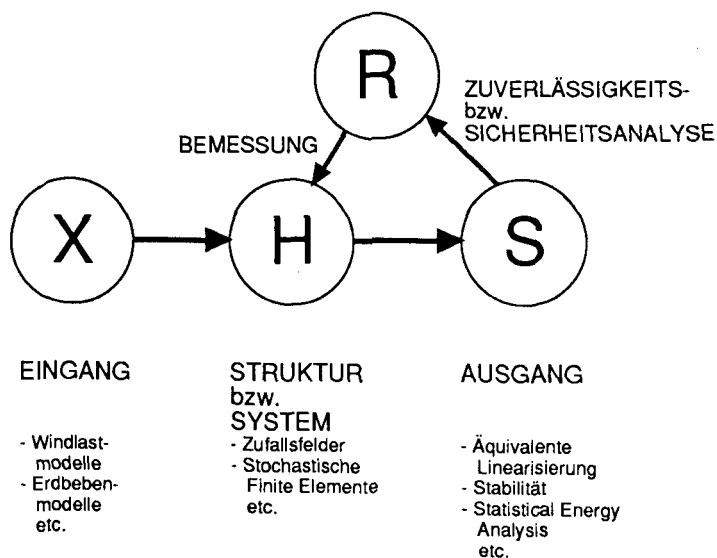 R
ZUVERLÄSSIGKEITS-
bzw.
SICHERHEITSANALYSE
BEMESSUNG
X
H
S
EINGANG
- Windlast-
modelle
- Erdbeben-
modelle
etc.
STRUKTUR
bzw.
SYSTEM
- Zufallsfelder
- Stochastische
Finite Elemente
etc.
AUSGANG
- Äquivalente
Linearisierung
- Stabilität
- Statistical Energy
Analysis
etc.